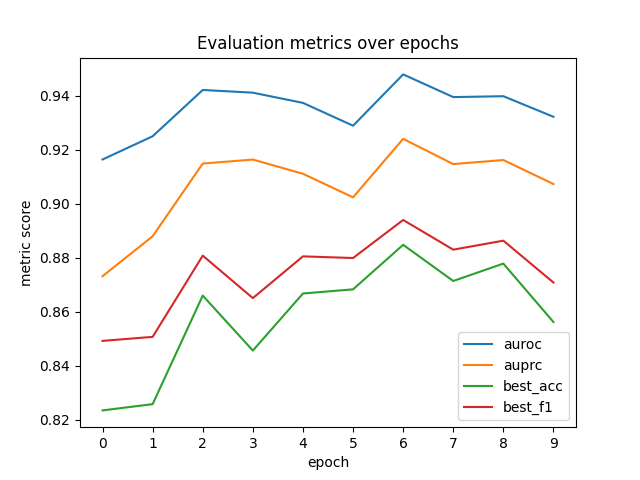 Evaluation metrics over epochs
metric score
0.94
0.92
0.90
0.88
0.86
0.84
0.82
auroc
auprc
best_acc
best_f1
0 1 2 3 4 5 6 7 8 9
epoch